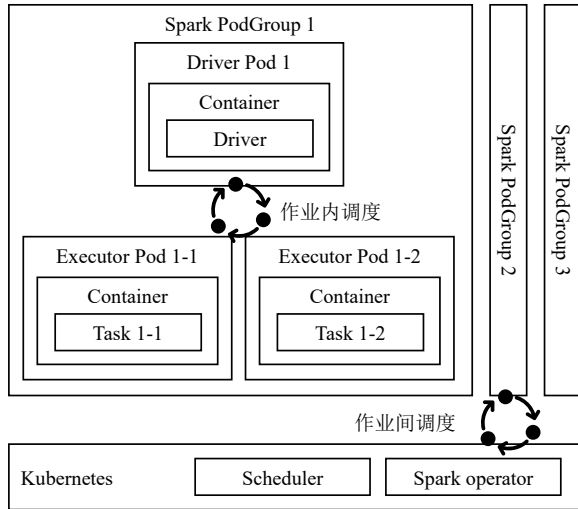 Spark PodGroup 1
Driver Pod 1
Container
Driver
作业内调度
Executor Pod 1-1
Container
Task 1-1
Executor Pod 1-2
Container
Task 1-2
Spark PodGroup 2
Spark PodGroup 3
作业间调度
Kubernetes
Scheduler
Spark operator